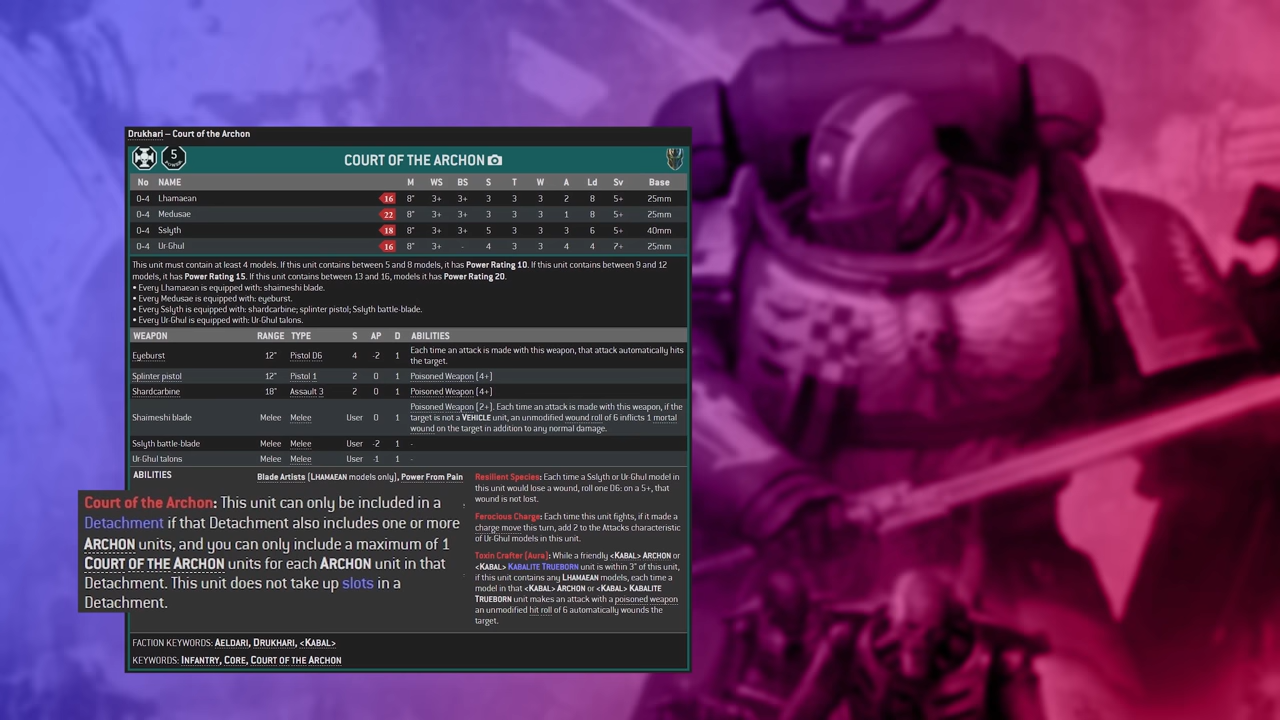 Drukhari – Court of the Archon
5
POWER
COURT OF THE ARCHON
No NAME M WS BS S T W A Ld Sv Base
0-4 Lhamaean 16 8" 3+ 3+ 3 3 3 2 8 5+ 25mm
0-4 Medusae 22 8" 3+ 3+ 3 3 3 1 8 5+ 25mm
0-4 Sslyth 18 8" 3+ 3+ 5 3 3 3 6 5+ 40mm
0-4 Ur-Ghul 16 8" 3+ - 4 3 3 4 4 7+ 25mm
This unit must contain at least 4 models. If this unit contains between 5 and 8 models, it has Power Rating 10. If this unit contains between 9 and 12
models, it has Power Rating 15. If this unit contains between 13 and 16, models it has Power Rating 20.
• Every Lhamaean is equipped with: shaimeshi blade.
• Every Medusae is equipped with: eyeburst.
• Every Sslyth is equipped with: shardcarbine; splinter pistol; Sslyth battle-blade.
• Every Ur-Ghul is equipped with: Ur-Ghul talons.
WEAPON RANGE TYPE S AP D ABILITIES
Eyeburst 12" Pistol D6 4 -2 1 Each time an attack is made with this weapon, that attack automatically hits
the target.
Splinter pistol 12" Pistol 1 2 0 1 Poisoned Weapon (4+)
Shardcarbine 18" Assault 3 2 0 1 Poisoned Weapon (4+)
Shaimeshi blade Melee Melee User 0 1 Poisoned Weapon (2+). Each time an attack is made with this weapon, if the
target is not a VEHICLE unit, an unmodified wound roll of 6 inflicts 1 mortal
wound on the target in addition to any normal damage.
Sslyth battle-blade Melee Melee User -2 1 -
Ur-Ghul talons Melee Melee User -1 1 -
ABILITIES
Blade Artists (LHAMAEAN models only), Power From Pain
Court of the Archon: This unit can only be included in a
Detachment if that Detachment also includes one or more
ARCHON units, and you can only include a maximum of 1
COURT OF THE ARCHON units for each ARCHON unit in that
Detachment. This unit does not take up slots in a
Detachment.
Resilient Species: Each time a Sslyth or Ur-Ghul model in
this unit would lose a wound, roll one D6: on a 5+, that
wound is not lost.
Ferocious Charge: Each time this unit fights, if it made a
charge move this turn, add 2 to the Attacks characteristic
of Ur-Ghul models in this unit.
Toxin Crafter (Aura): While a friendly <KABAL> ARCHON or
<KABAL> KABALITE TRUEBORN unit is within 3" of this unit,
if this unit contains any LHAMAEAN models, each time a
model in that <KABAL> ARCHON or <KABAL> KABALITE
TRUEBORN unit makes an attack with a poisoned weapon
an unmodified hit roll of 6 automatically wounds the
target.
FACTION KEYWORDS: AELDARI, DRUKHARI, <KABAL>
KEYWORDS: INFANTRY, CORE, COURT OF THE ARCHON